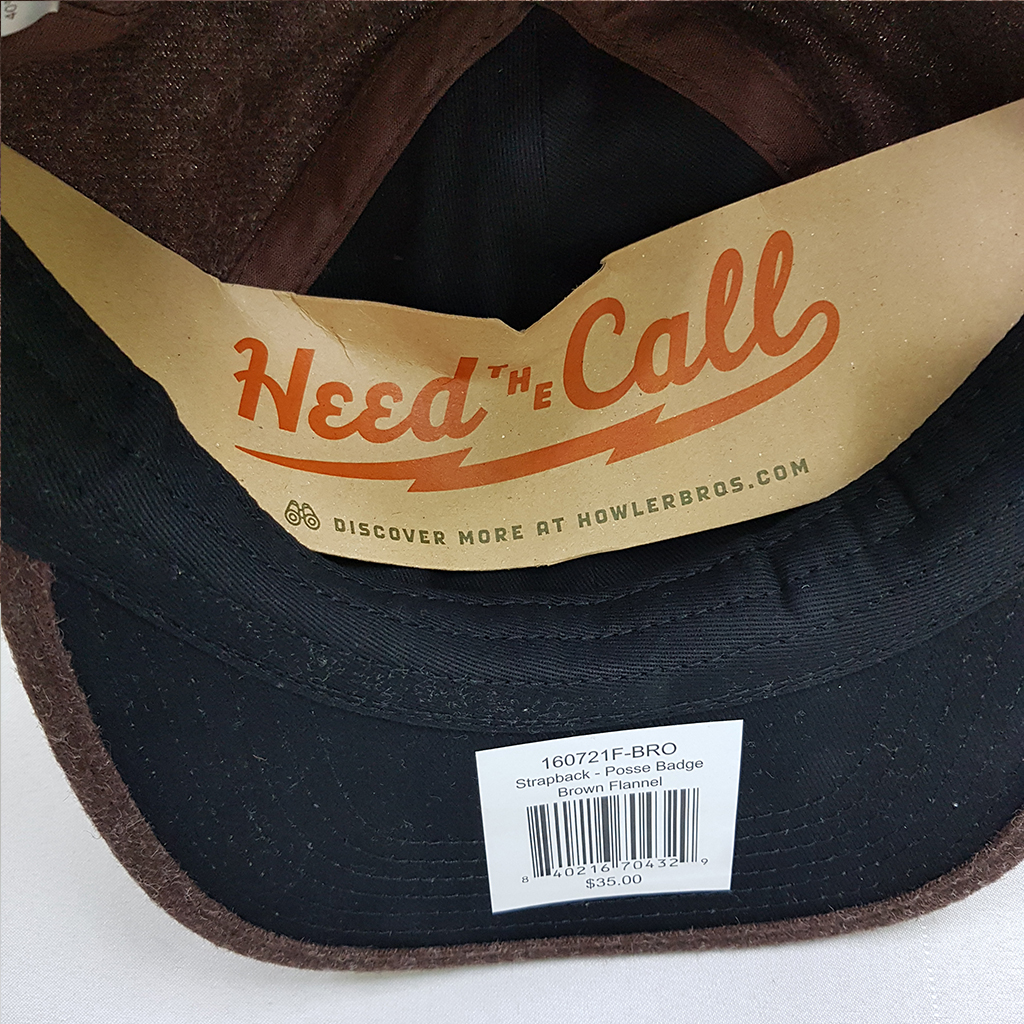 40
Heed THE Call
DISCOVER MORE AT HOWLERBROS.COM
160721F-BRO
Strapback - Posse Badge
Brown Flannel
8 40216 70432 9
$35.00